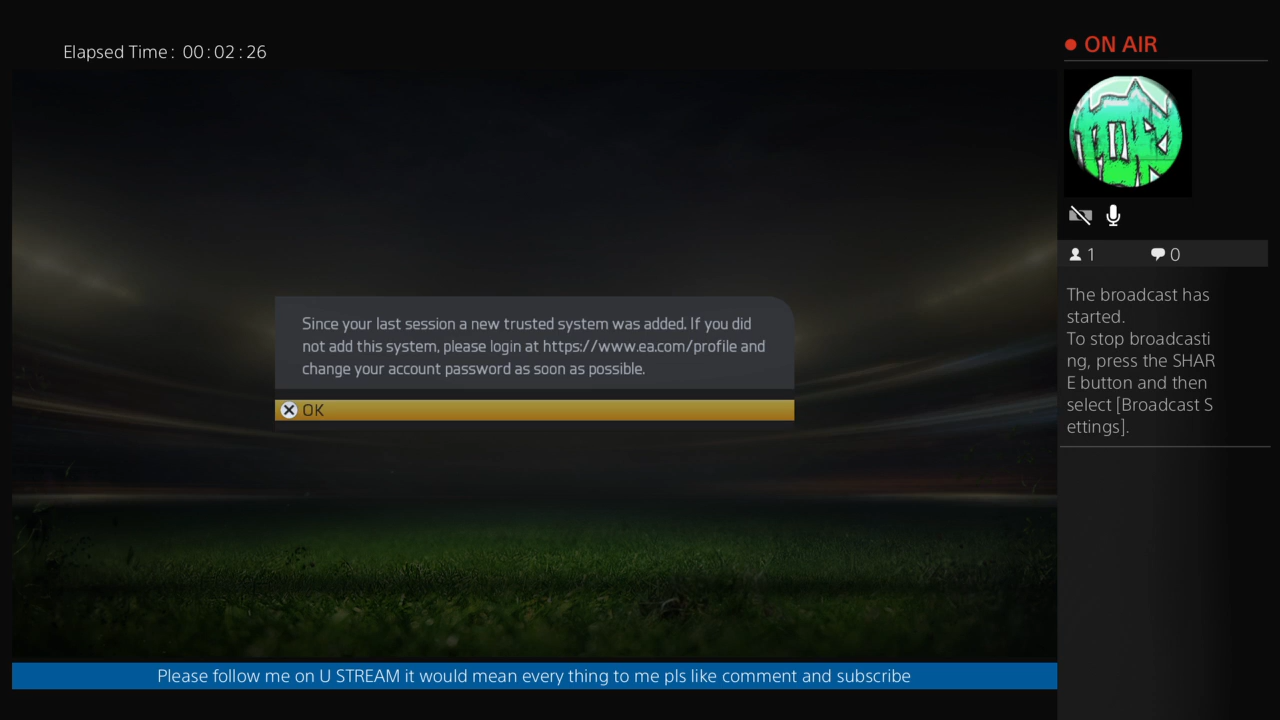 Elapsed Time: 00:02:26
ON AIR
1 0
Since your last session a new trusted system was added. If you did
not add this system, please login at https://www.ea.com/profile and
change your account password as soon as possible.
OK
The broadcast has
started.
To stop broadcasti
ng, press the SHAR
E button and then
select [Broadcast S
ettings].
Please follow me on U STREAM it would mean every thing to me pls like comment and subscribe